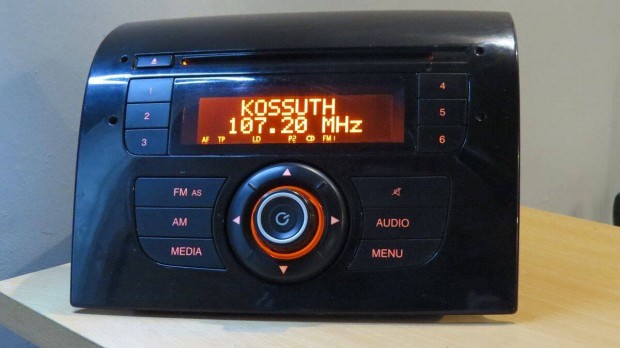 KOSSUTH
107.20 MHz
AF TP LD P2 CD FM1
1
2
3
4
5
6
FM AS
AM
MEDIA
AUDIO
MENU